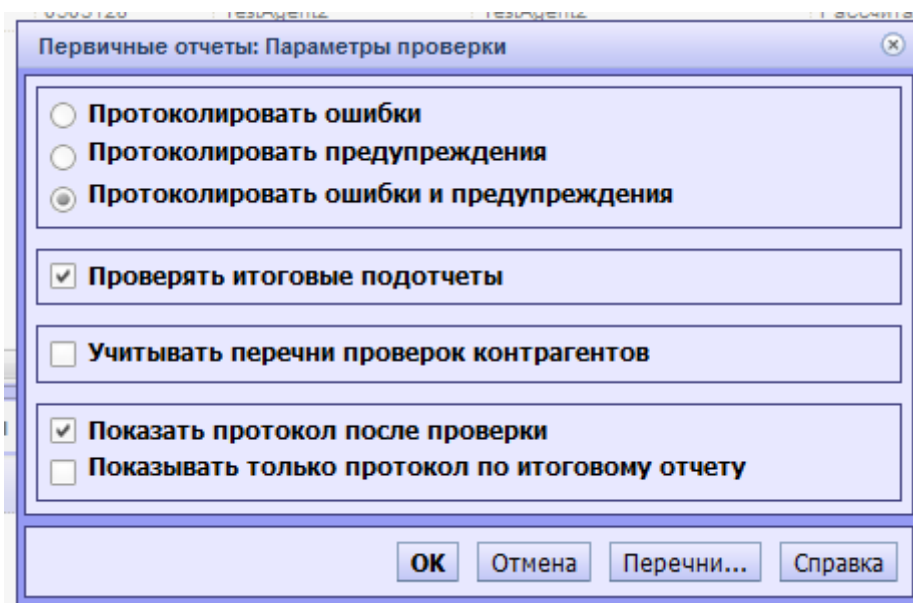 Первичные отчеты: Параметры проверки
Протоколировать ошибки
Протоколировать предупреждения
Протоколировать ошибки и предупреждения
Проверять итоговые подотчеты
Учитывать перечни проверок контрагентов
Показать протокол после проверки
Показывать только протокол по итоговому отчету
OK Отмена Перечни... Справка